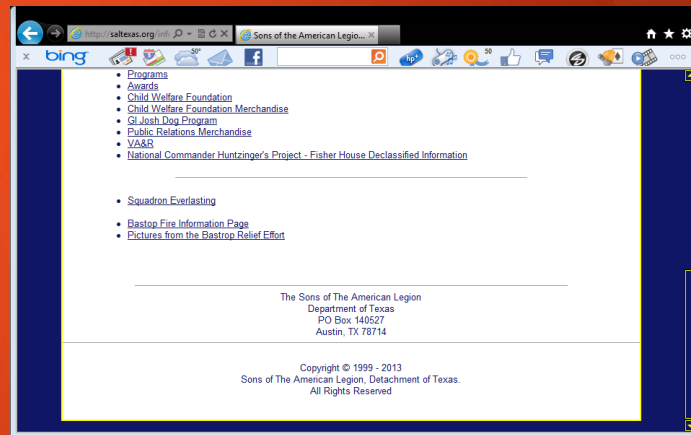 http://saltexas.org/inf
Sons of the American Legio...
bing
50°
hp
50
Programs
Awards
Child Welfare Foundation
Child Welfare Foundation Merchandise
GI Josh Dog Program
Public Relations Merchandise
VA&R
National Commander Huntzinger's Project - Fisher House Declassified Information
Squadron Everlasting
Bastop Fire Information Page
Pictures from the Bastrop Relief Effort
The Sons of The American Legion
Department of Texas
PO Box 140527
Austin, TX 78714
Copyright © 1999 - 2013
Sons of The American Legion, Detachment of Texas.
All Rights Reserved